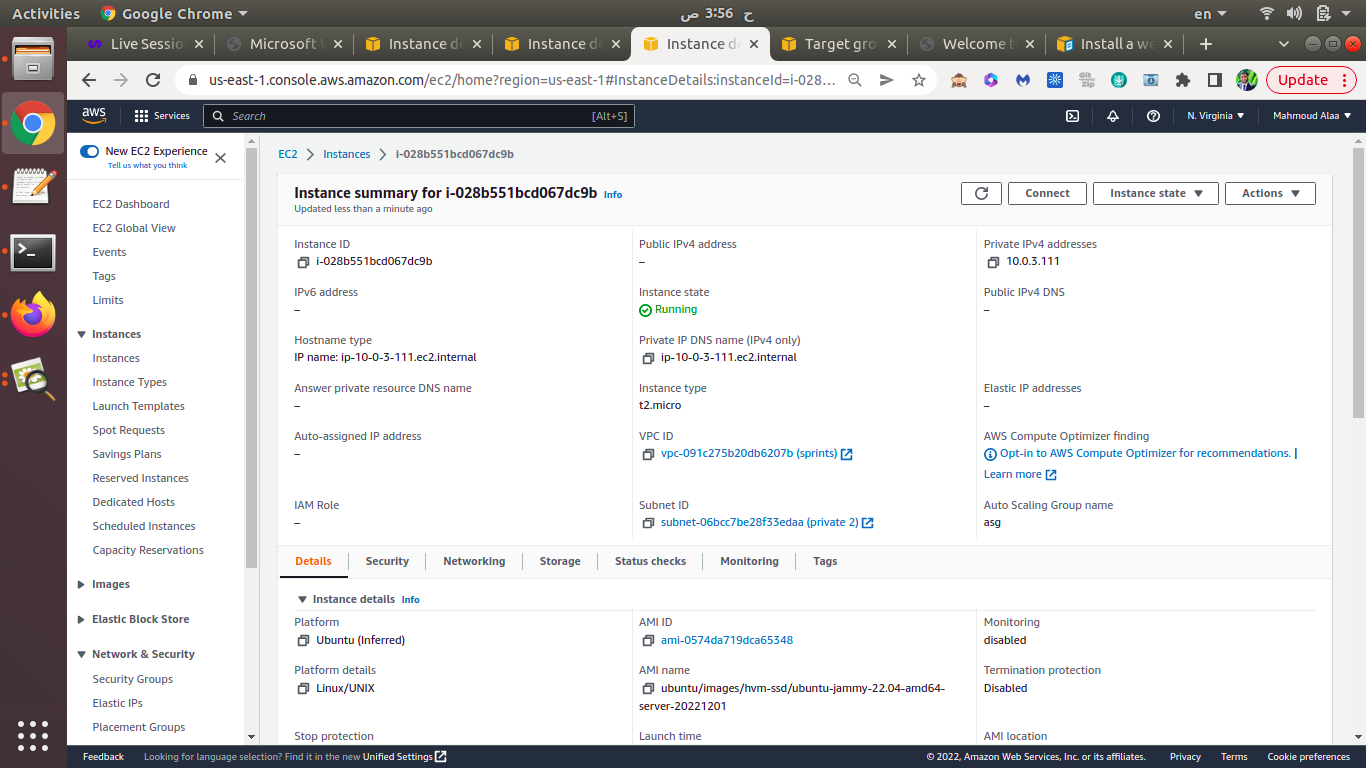 Activities
Google Chrome
ح 3:56 ص
en
Live Sessio
Microsoft
Instance de
Instance de
Instance de
Target gro
Welcome t
Install a we
us-east-1.console.aws.amazon.com/ec2/home?region=us-east-1#InstanceDetails:instanceId=i-028...
Git Zip
Update
aws
Services
Search
[Alt+S]
N. Virginia
Mahmoud Alaa
New EC2 Experience
Tell us what you think
EC2 Dashboard
EC2 Global View
Events
Tags
Limits
Instances
Instances
Instance Types
Launch Templates
Spot Requests
Savings Plans
Reserved Instances
Dedicated Hosts
Scheduled Instances
Capacity Reservations
Images
Elastic Block Store
Network & Security
Security Groups
Elastic IPs
Placement Groups
EC2 > Instances > i-028b551bcd067dc9b
Instance summary for i-028b551bcd067dc9b Info
Updated less than a minute ago
Connect
Instance state
Actions
Instance ID
i-028b551bcd067dc9b
Public IPv4 address
–
Private IPv4 addresses
10.0.3.111
IPv6 address
–
Instance state
Running
Public IPv4 DNS
–
Hostname type
IP name: ip-10-0-3-111.ec2.internal
Private IP DNS name (IPv4 only)
ip-10-0-3-111.ec2.internal
Answer private resource DNS name
–
Instance type
t2.micro
Elastic IP addresses
–
Auto-assigned IP address
–
VPC ID
vpc-091c275b20db6207b (sprints)
AWS Compute Optimizer finding
Opt-in to AWS Compute Optimizer for recommendations. |
Learn more
IAM Role
–
Subnet ID
subnet-06bcc7be28f33edaa (private 2)
Auto Scaling Group name
asg
Details
Security
Networking
Storage
Status checks
Monitoring
Tags
Instance details Info
Platform
Ubuntu (Inferred)
AMI ID
ami-0574da719dca65348
Monitoring
disabled
Platform details
Linux/UNIX
AMI name
ubuntu/images/hvm-ssd/ubuntu-jammy-22.04-amd64-
server-20221201
Termination protection
Disabled
Stop protection
Launch time
AMI location
Feedback
Looking for language selection? Find it in the new Unified Settings
© 2022, Amazon Web Services, Inc. or its affiliates.
Privacy
Terms
Cookie preferences